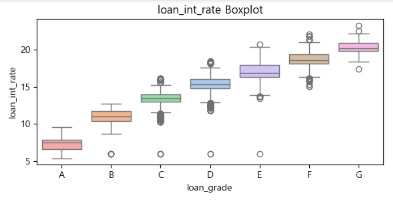 loan_int_rate Boxplot
20
15
10
5
loan_int_rate
A B C D E F G
loan_grade